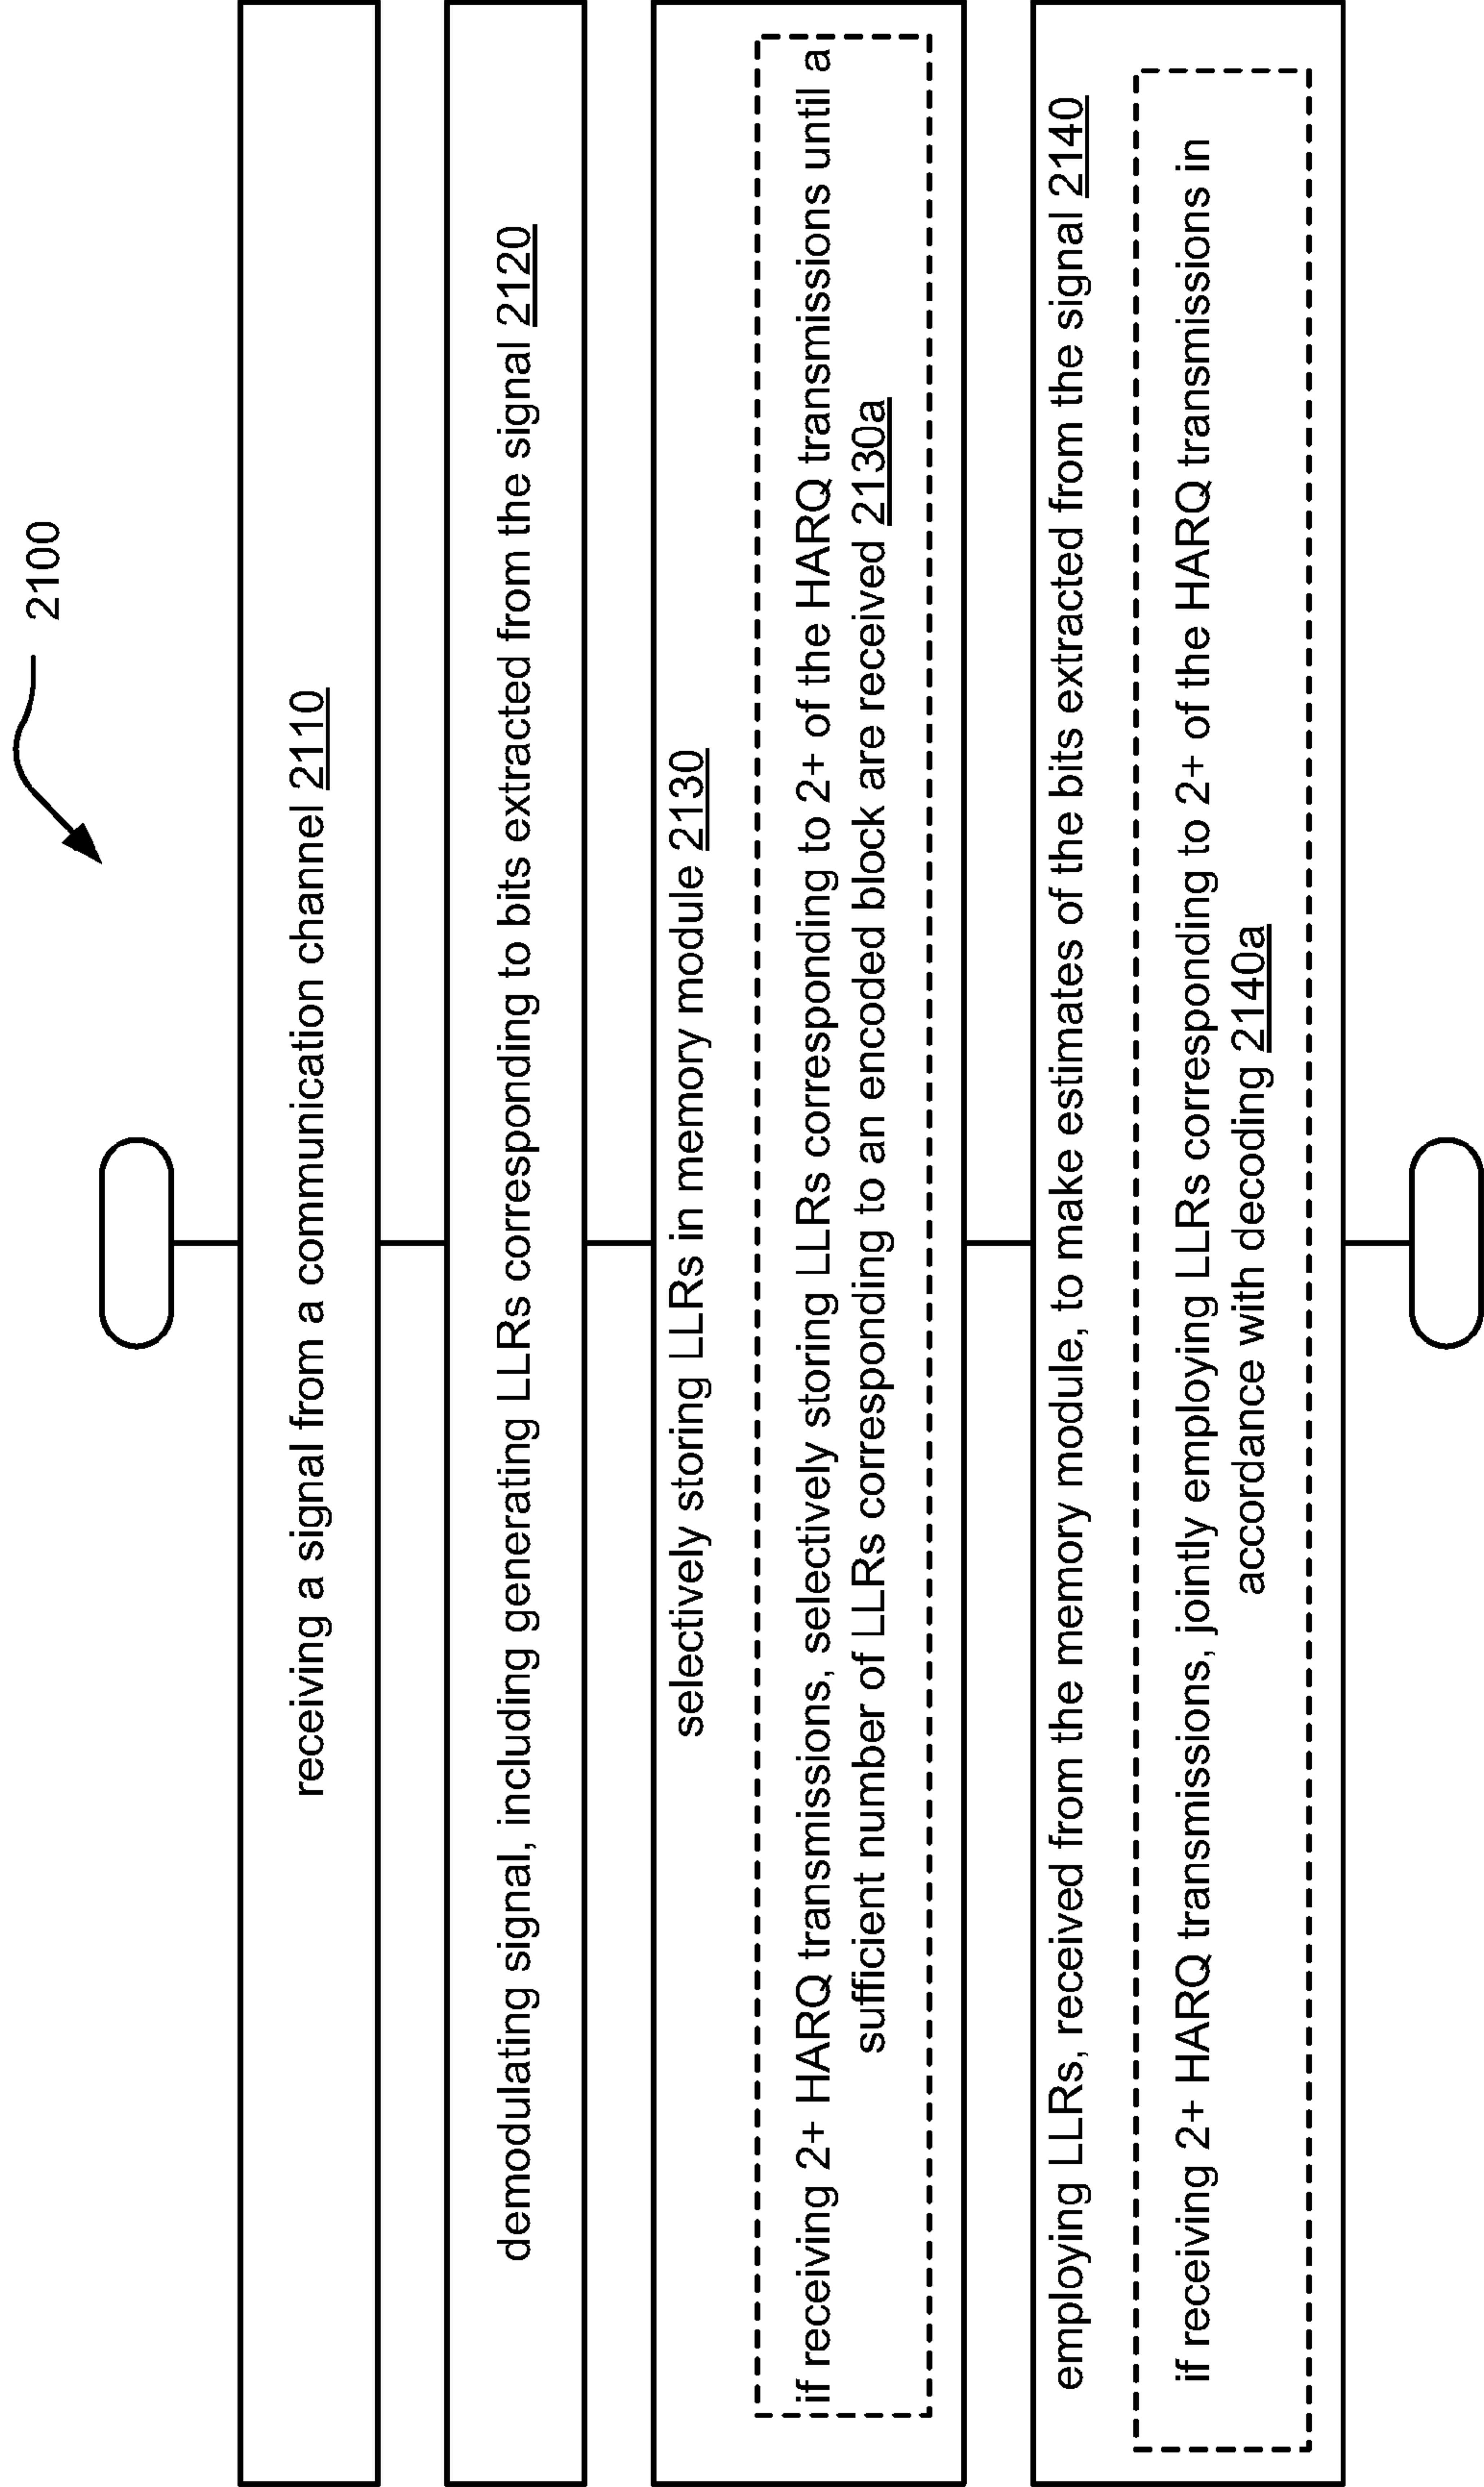 2100
receiving a signal from a communication channel 2110
demodulating signal, including generating LLRs corresponding to bits extracted from the signal 2120
selectively storing LLRs in memory module 2130
if receiving 2+ HARQ transmissions, selectively storing LLRs corresponding to 2+ of the HARQ transmissions until a
sufficient number of LLRs corresponding to an encoded block are received 2130a
employing LLRs, received from the memory module, to make estimates of the bits extracted from the signal 2140
if receiving 2+ HARQ transmissions, jointly employing LLRs corresponding to 2+ of the HARQ transmissions in
accordance with decoding 2140a